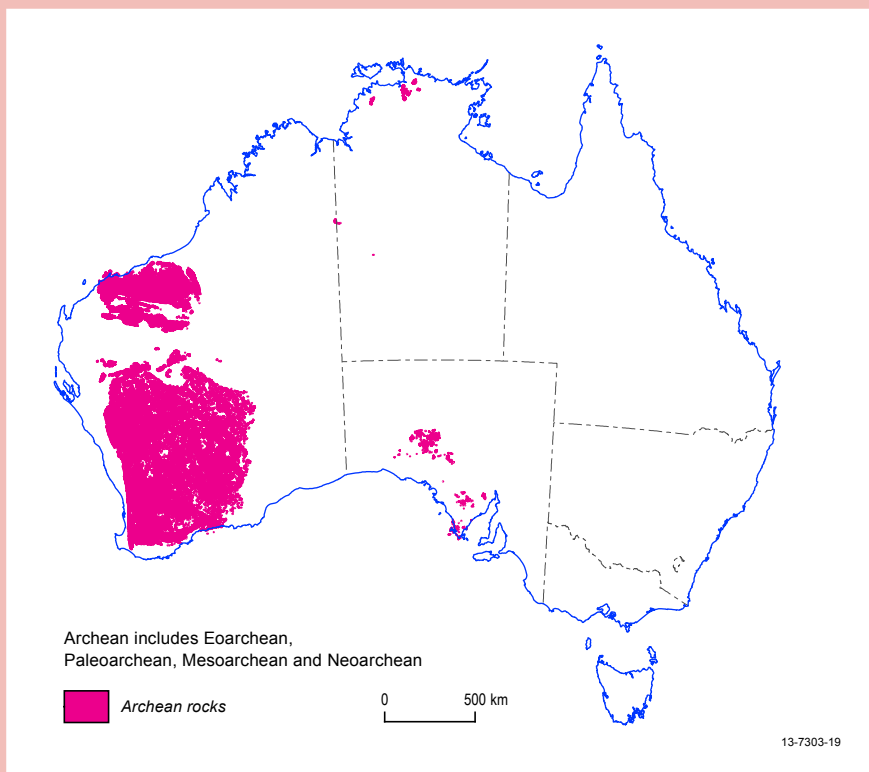 Archean includes Eoarchean,
Paleoarchean, Mesoarchean and Neoarchean
Archean rocks
0 500 km
13-7303-19